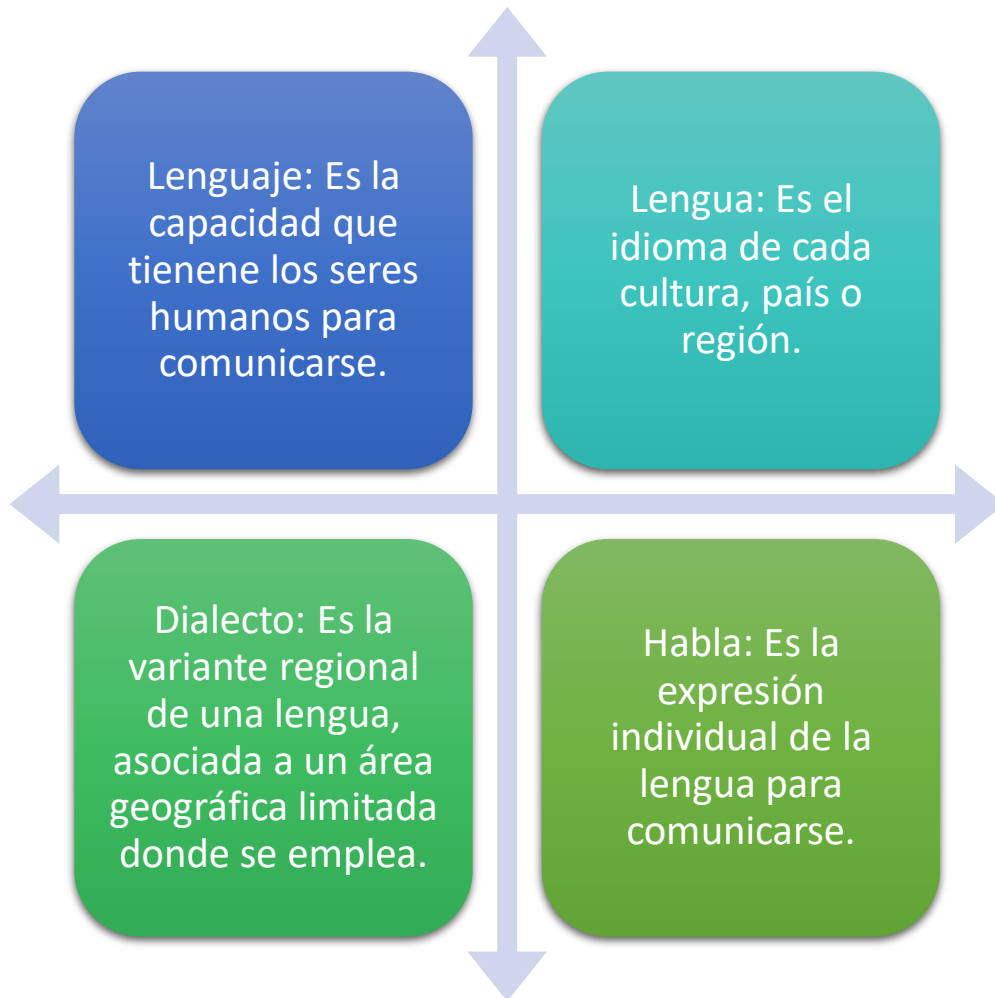 Lenguaje: Es la
capacidad que
tienene los seres
humanos para
comunicarse.
Lengua: Es el
idioma de cada
cultura, país o
región.
Dialecto: Es la
variante regional
de una lengua,
asociada a un área
geográfica limitada
donde se emplea.
Habla: Es la
expresión
individual de la
lengua para
comunicarse.